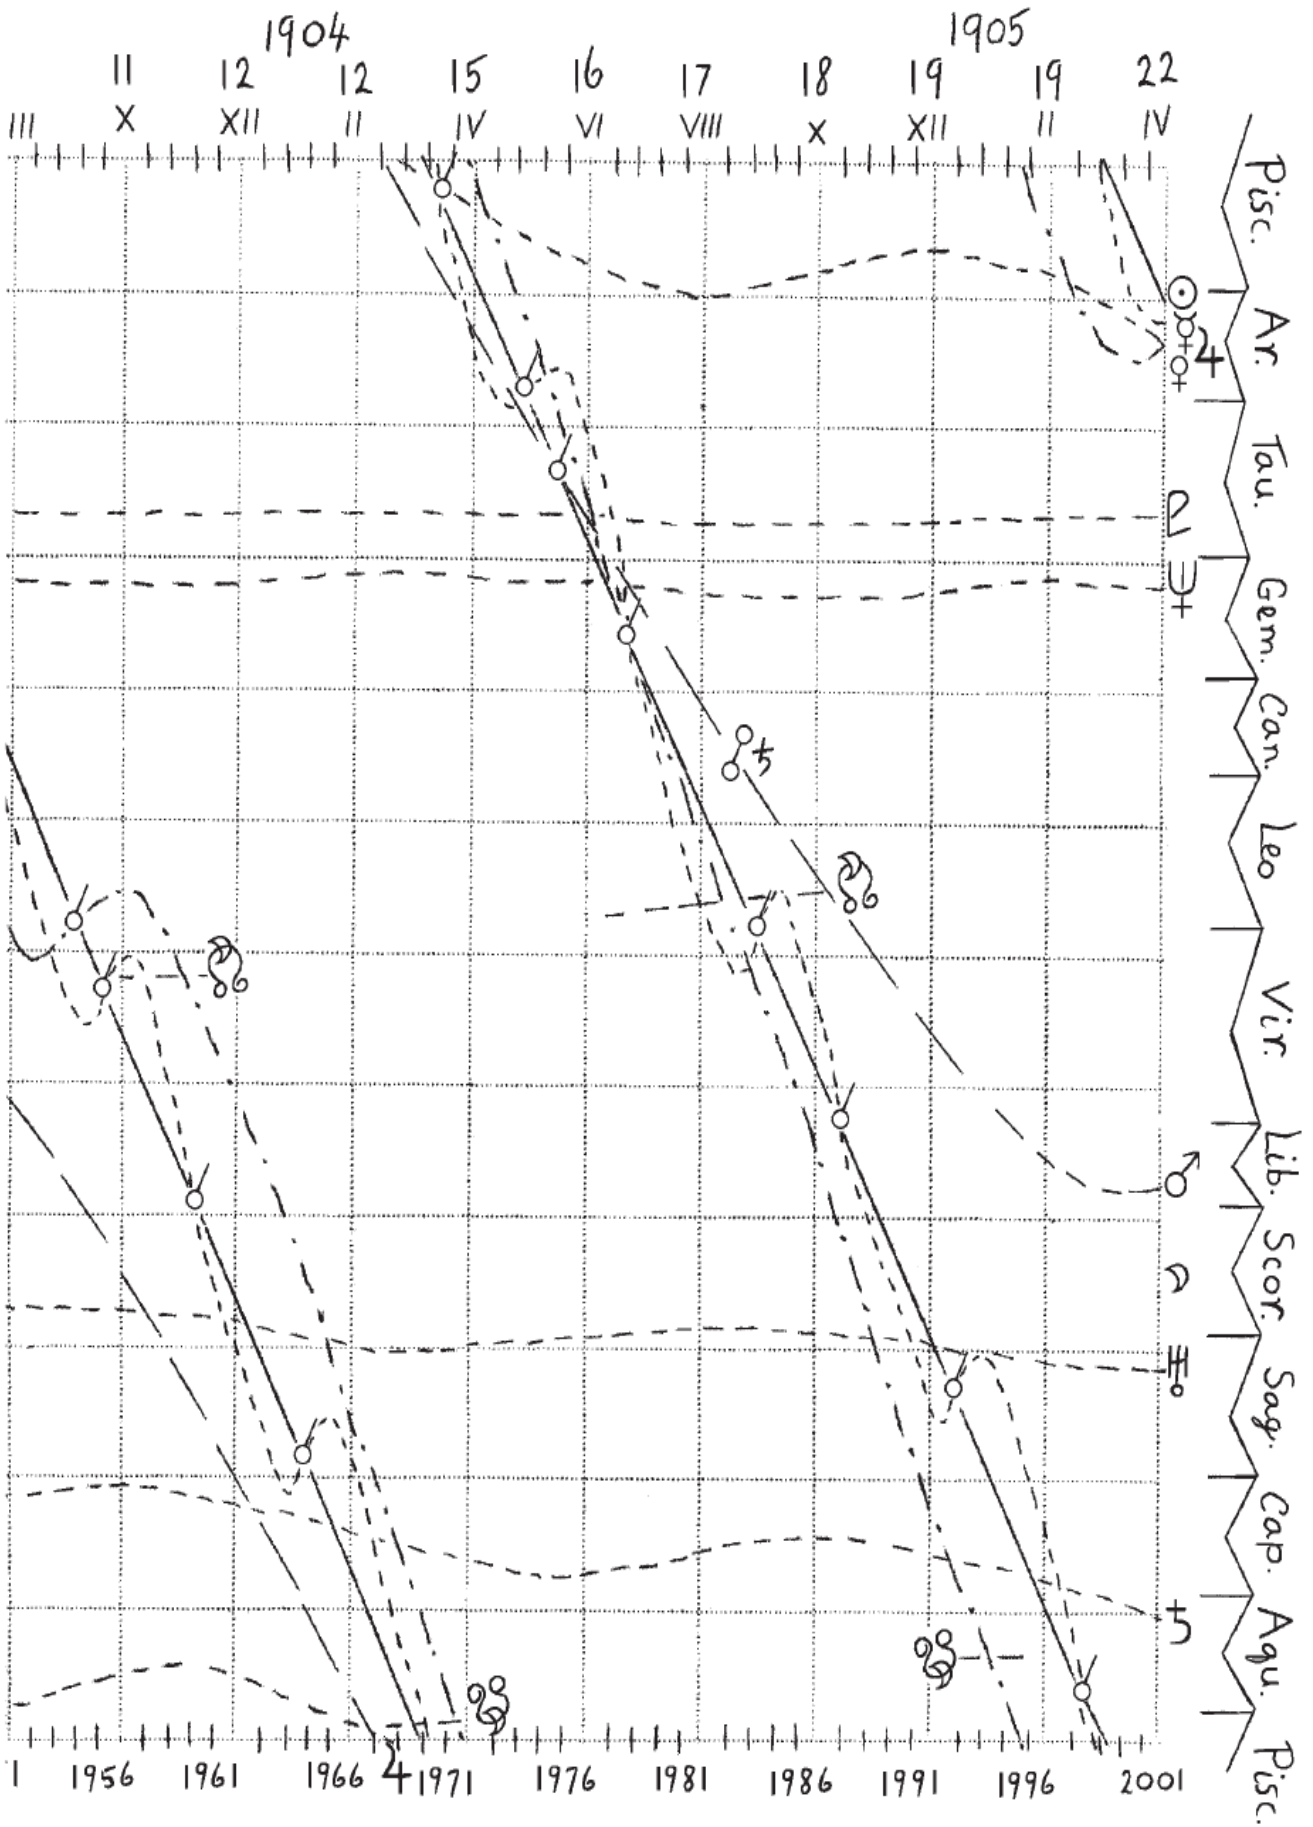 1904 1905
11 12 12 15 16 17 18 19 19 22
III X XII II IV VI VIII X XII II IV
Pisc.
Ar.
Tau.
Gem.
Can.
Leo
Vir.
Lib.
Scor.
Sag.
Cap.
Aqu.
Pisc.
☉
☿
♃
♀
♇
♆
♄
☊
☊
♂
☽
♅
♄
☋
☋
♃
1 1956 1961 1966 1971 1976 1981 1986 1991 1996 2001